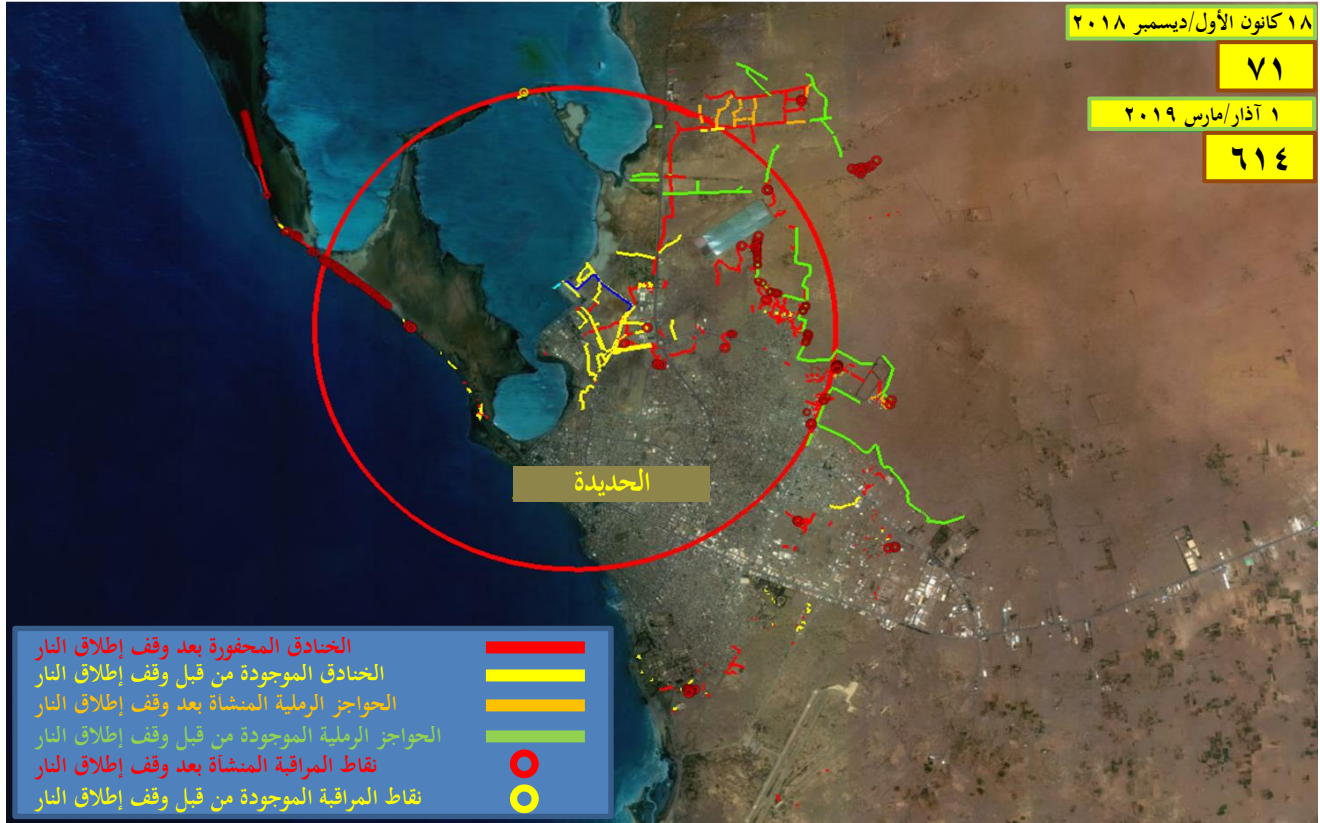 ١٨ كانون الأول/ديسمبر ٢٠١٨
٧١
١ آذار/مارس ٢٠١٩
٦١٤
الحديدة
الخنادق المحفورة بعد وقف إطلاق النار
الخنادق الموجودة من قبل وقف إطلاق النار
الحواجز الرملية المنشأة بعد وقف إطلاق النار
الحواجز الرملية الموجودة من قبل وقف إطلاق النار
نقاط المراقبة المنشأة بعد وقف إطلاق النار
نقاط المراقبة الموجودة من قبل وقف إطلاق النار